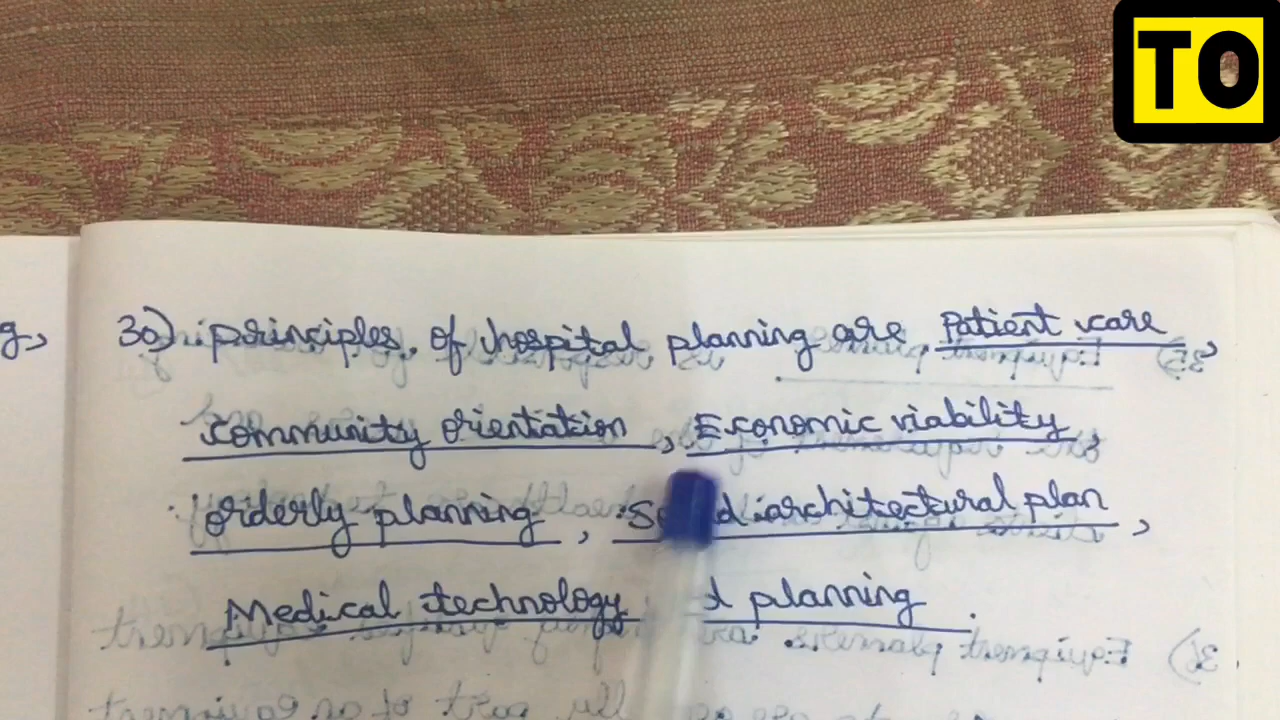 TO
g,
30) principles of hospital planning are Patient care,
community orientation, Economic viability,
orderly planning, architectural plan,
Medical technology planning.